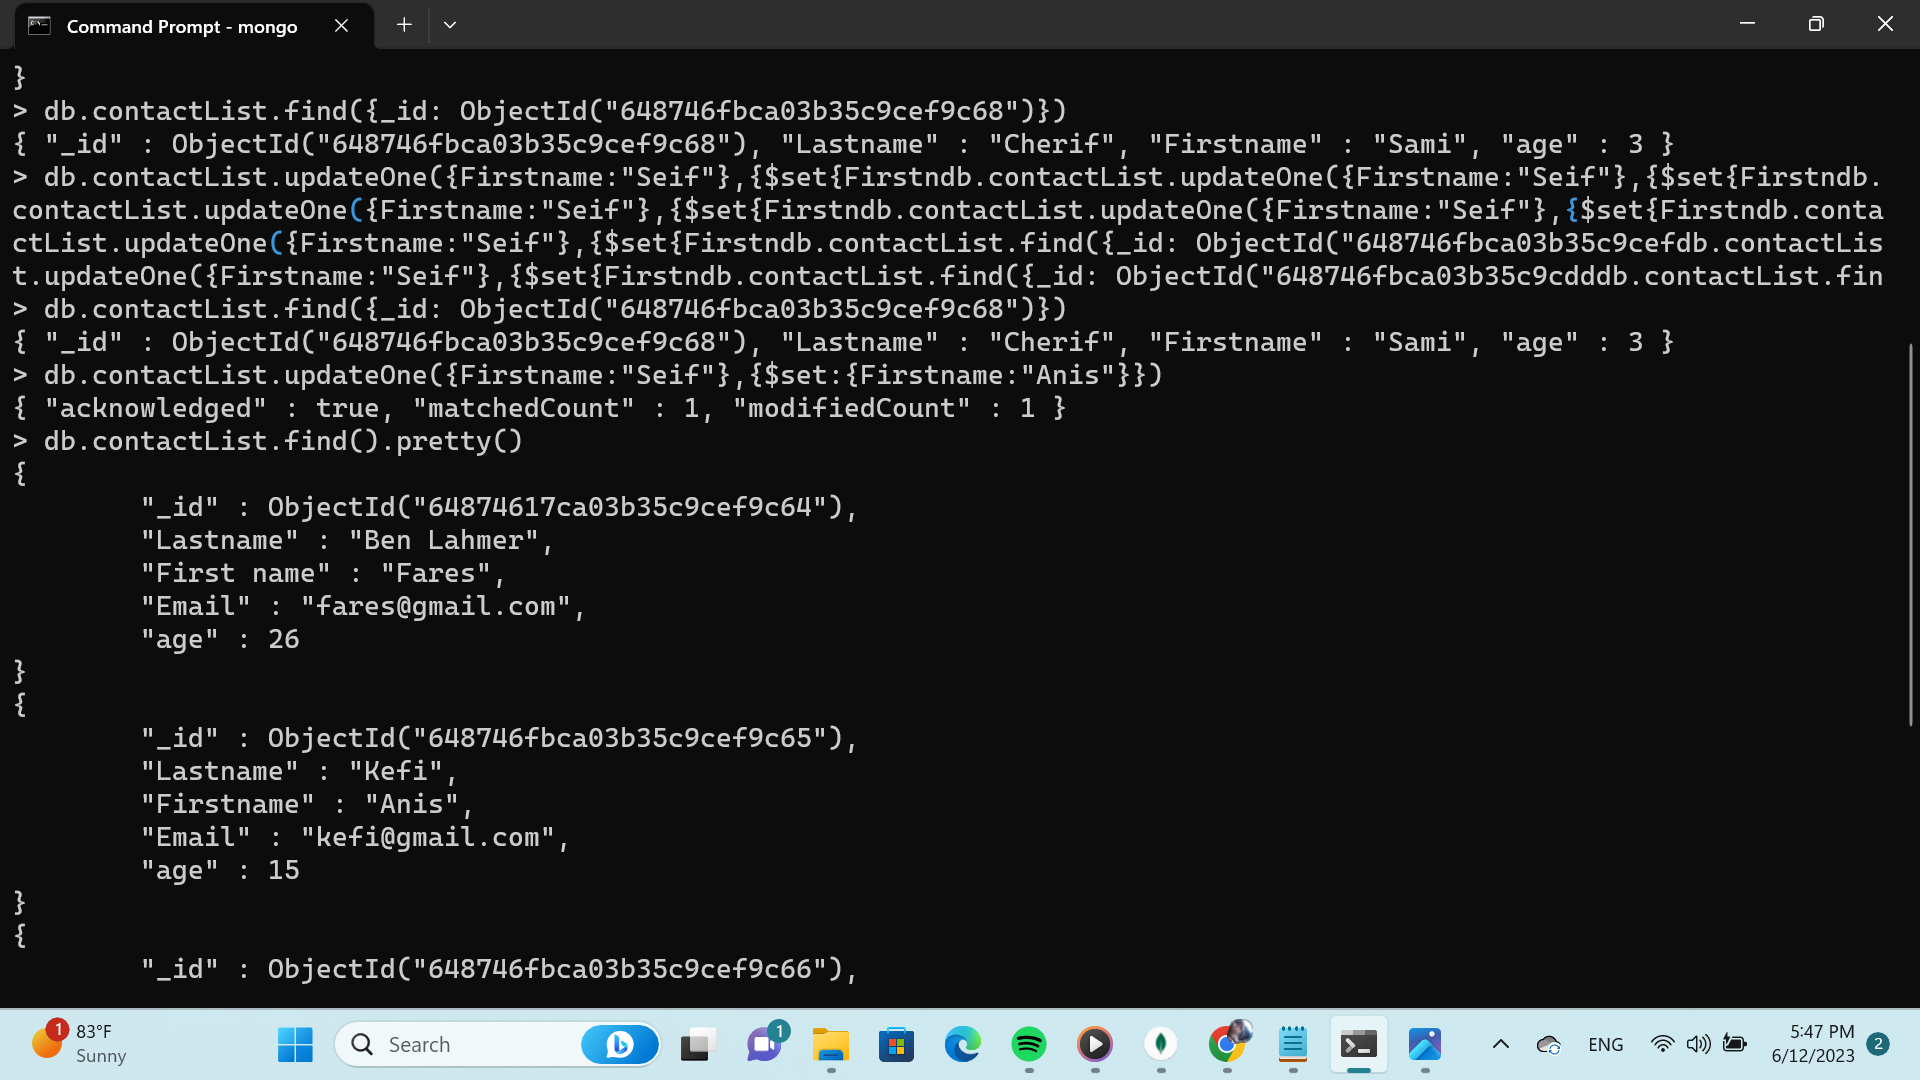 Command Prompt - mongo
}
> db.contactList.find({_id: ObjectId("648746fbca03b35c9cef9c68")})
{ "_id" : ObjectId("648746fbca03b35c9cef9c68"), "Lastname" : "Cherif", "Firstname" : "Sami", "age" : 3 }
> db.contactList.updateOne({Firstname:"Seif"},{$set{Firstndb.contactList.updateOne({Firstname:"Seif"},{$set{Firstndb.
contactList.updateOne({Firstname:"Seif"},{$set{Firstndb.contactList.updateOne({Firstname:"Seif"},{$set{Firstndb.conta
ctList.updateOne({Firstname:"Seif"},{$set{Firstndb.contactList.find({_id: ObjectId("648746fbca03b35c9cefdb.contactLis
t.updateOne({Firstname:"Seif"},{$set{Firstndb.contactList.find({_id: ObjectId("648746fbca03b35c9cdddb.contactList.fin
> db.contactList.find({_id: ObjectId("648746fbca03b35c9cef9c68")})
{ "_id" : ObjectId("648746fbca03b35c9cef9c68"), "Lastname" : "Cherif", "Firstname" : "Sami", "age" : 3 }
> db.contactList.updateOne({Firstname:"Seif"},{$set:{Firstname:"Anis"}})
{ "acknowledged" : true, "matchedCount" : 1, "modifiedCount" : 1 }
> db.contactList.find().pretty()
{
"_id" : ObjectId("64874617ca03b35c9cef9c64"),
"Lastname" : "Ben Lahmer",
"First name" : "Fares",
"Email" : "fares@gmail.com",
"age" : 26
}
{
"_id" : ObjectId("648746fbca03b35c9cef9c65"),
"Lastname" : "Kefi",
"Firstname" : "Anis",
"Email" : "kefi@gmail.com",
"age" : 15
}
{
"_id" : ObjectId("648746fbca03b35c9cef9c66"),
1
83°F
Sunny
Search
1
ENG
5:47 PM
6/12/2023
2